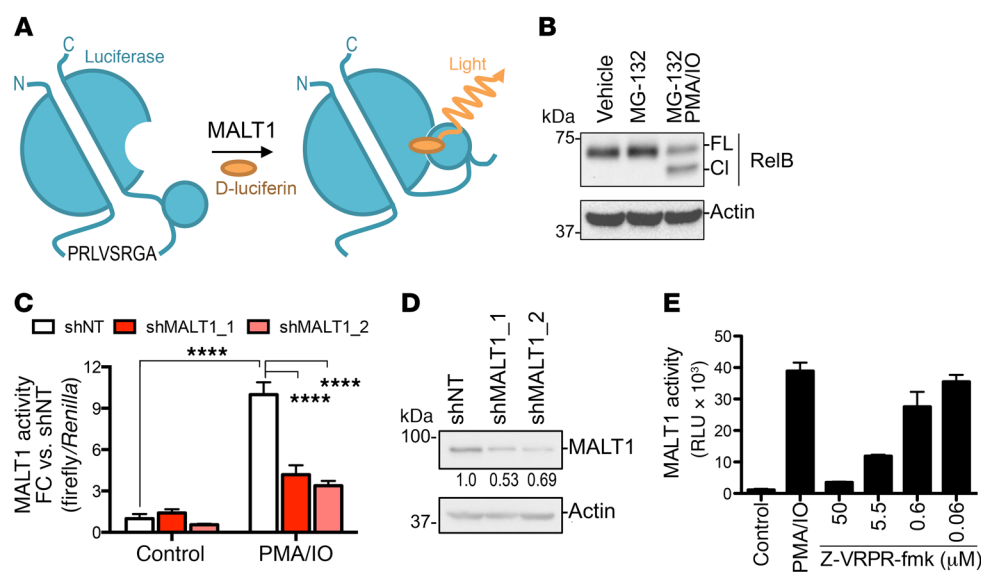 A
C
Luciferase
N
PRLVSRGA
MALT1
D-luciferin
C
N
Light
B
Vehicle
MG-132
MG-132
PMA/IO
kDa
75-
-FL
-Cl
RelB
-Actin
37-
C
shNT shMALT1_1 shMALT1_2
MALT1 activity
FC vs. shNT
(firefly/Renilla)
12
9
6
3
0
****
****
****
Control PMA/IO
D
shNT
shMALT1_1
shMALT1_2
kDa
100-
-MALT1
1.0 0.53 0.69
-Actin
37-
E
MALT1 activity
(RLU × 10³)
50
40
30
20
10
0
Control
PMA/IO
50
5.5
0.6
0.06
Z-VRPR-fmk (μM)